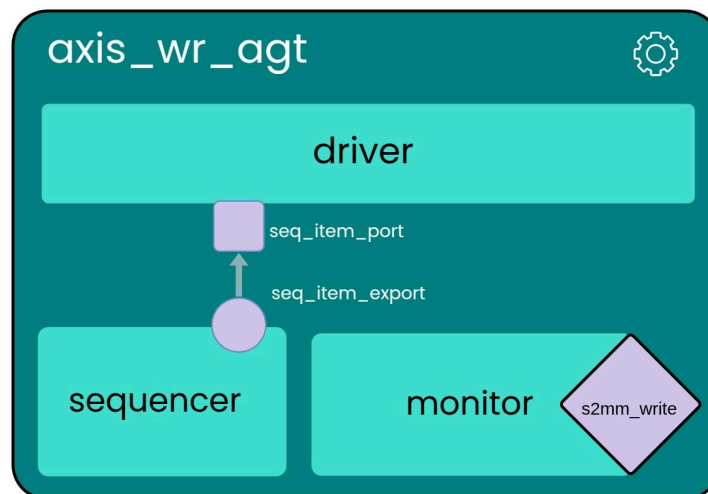 axis_wr_agt
driver
seq_item_port
seq_item_export
sequencer
monitor
s2mm_write